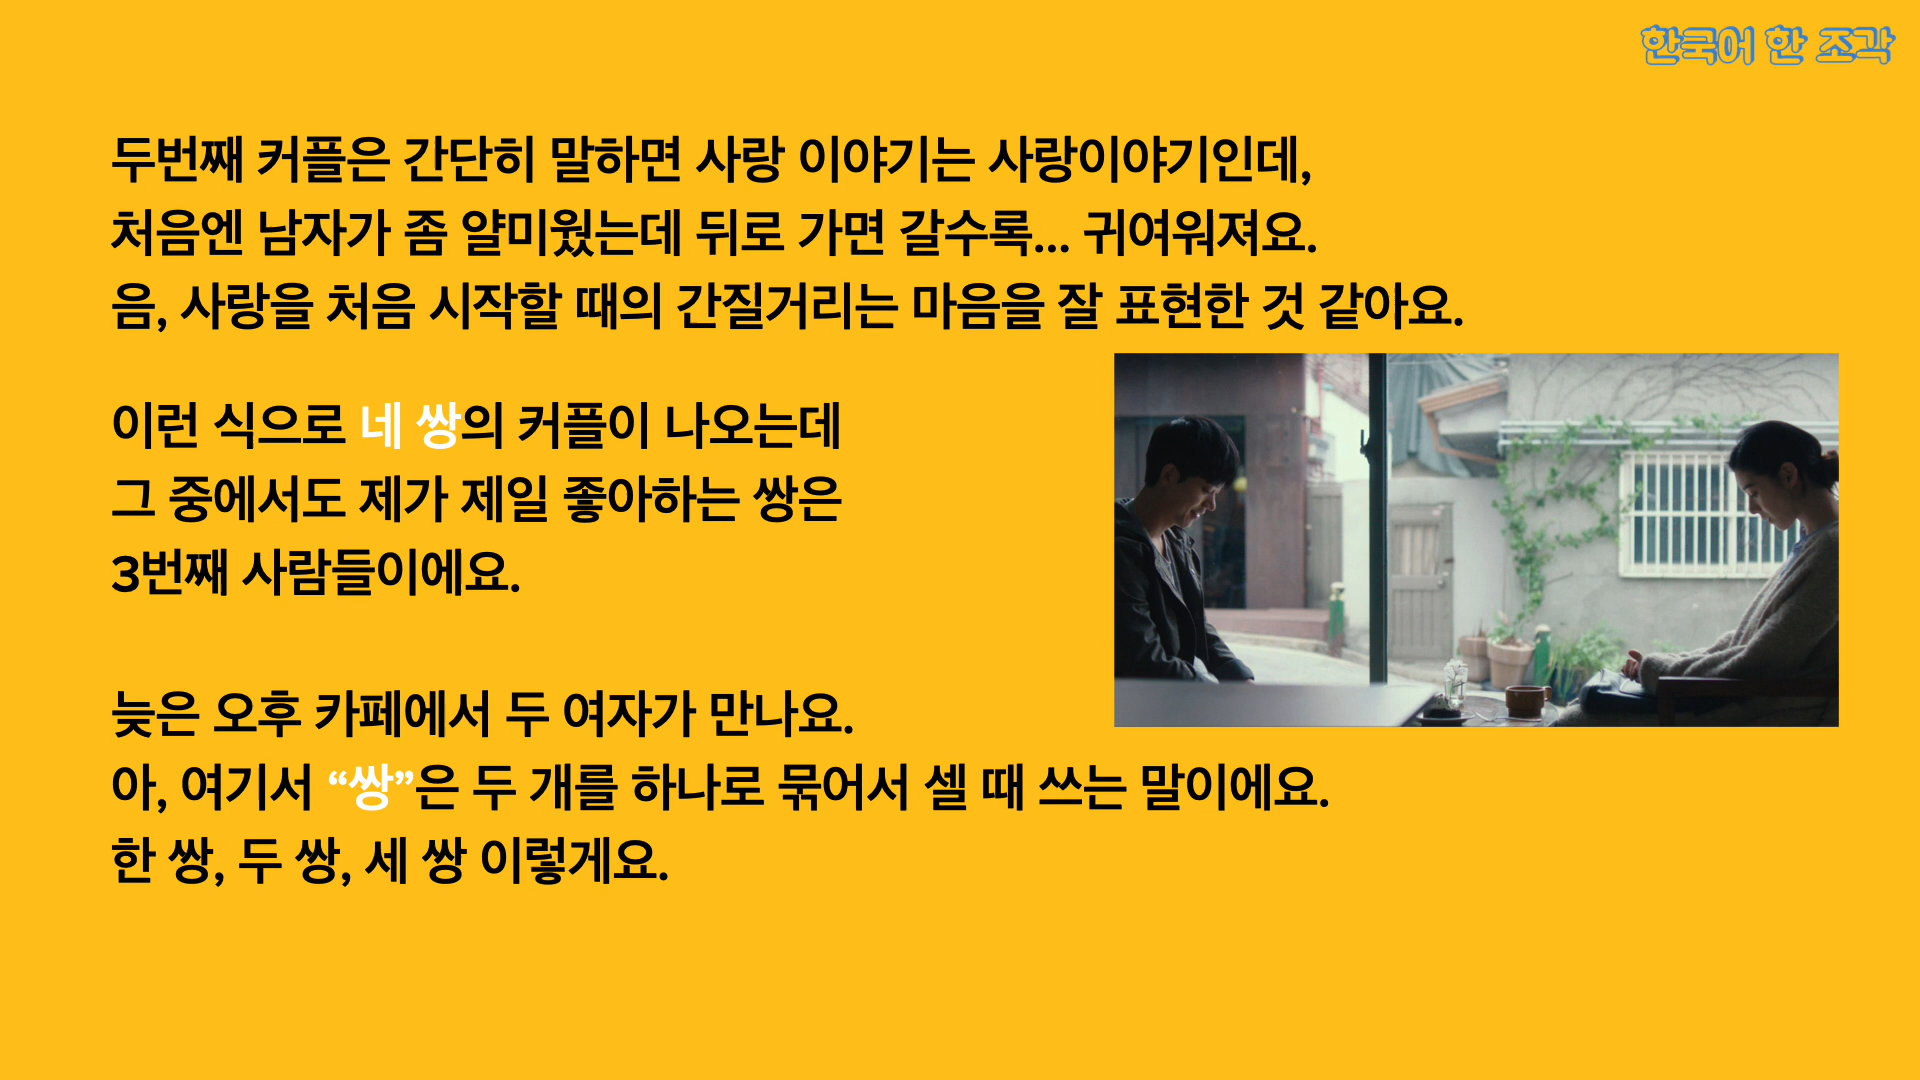 한국어 한 조각
두번째 커플은 간단히 말하면 사랑 이야기는 사랑이야기인데,
처음엔 남자가 좀 얄미웠는데 뒤로 가면 갈수록... 귀여워져요.
음, 사랑을 처음 시작할 때의 간질거리는 마음을 잘 표현한 것 같아요.
이런 식으로 네 쌍의 커플이 나오는데
그 중에서도 제가 제일 좋아하는 쌍은
3번째 사람들이에요.
늦은 오후 카페에서 두 여자가 만나요.
아, 여기서 “쌍”은 두 개를 하나로 묶어서 셀 때 쓰는 말이에요.
한 쌍, 두 쌍, 세 쌍 이렇게요.